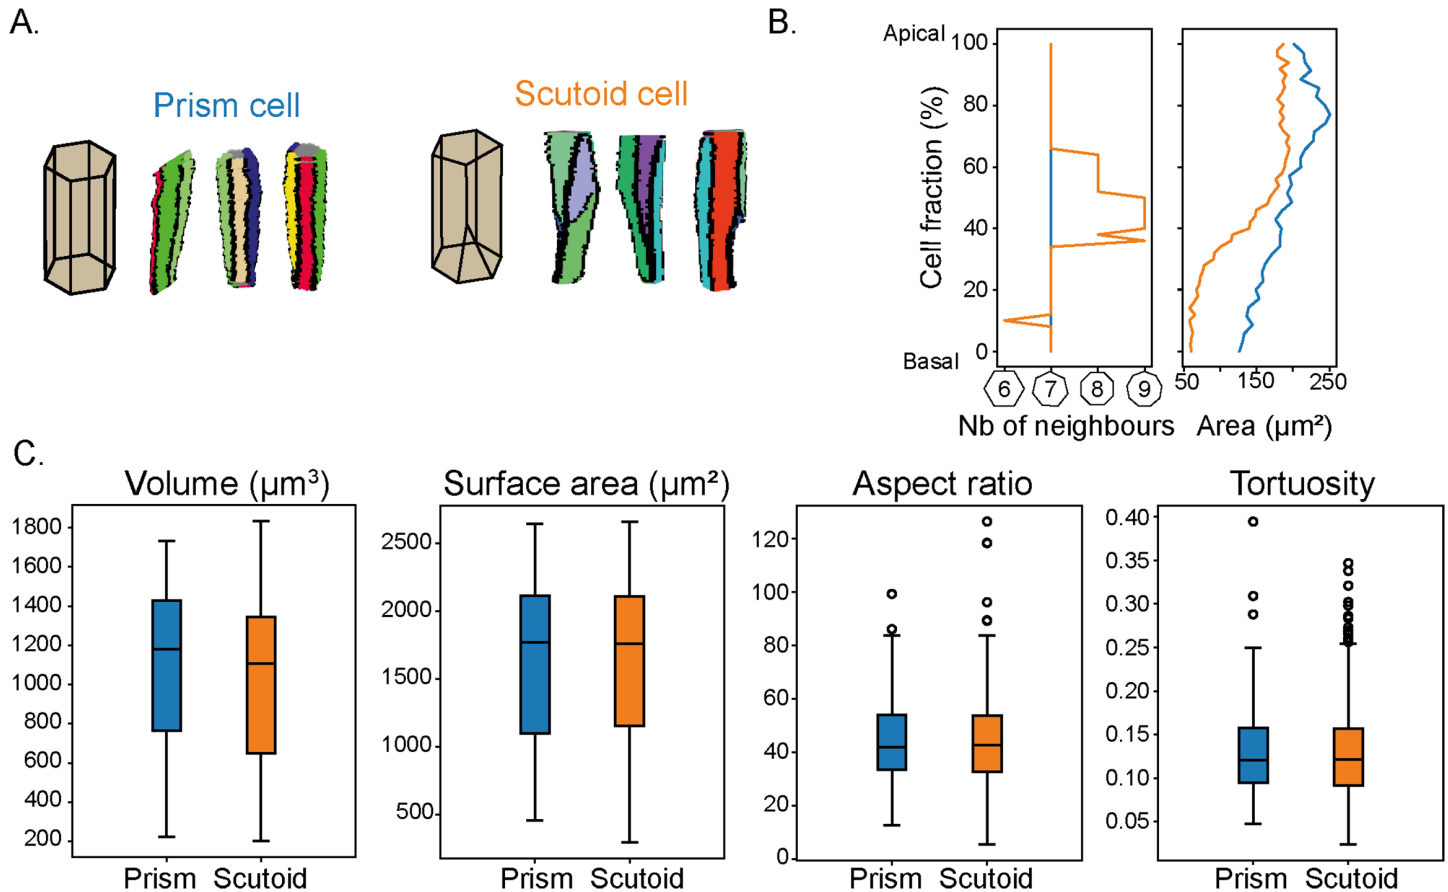 A.
Prism cell
Scutoid cell
B.
Apical
100
80
60
40
20
0
Basal
Cell fraction (%)
6 7 8 9
Nb of neighbours
50 150 250
Area (µm²)
C.
Volume (µm³)
1800
1600
1400
1200
1000
800
600
400
200
Prism Scutoid
Surface area (µm²)
2500
2000
1500
1000
500
Prism Scutoid
Aspect ratio
120
100
80
60
40
20
0
Prism Scutoid
Tortuosity
0.40
0.35
0.30
0.25
0.20
0.15
0.10
0.05
Prism Scutoid